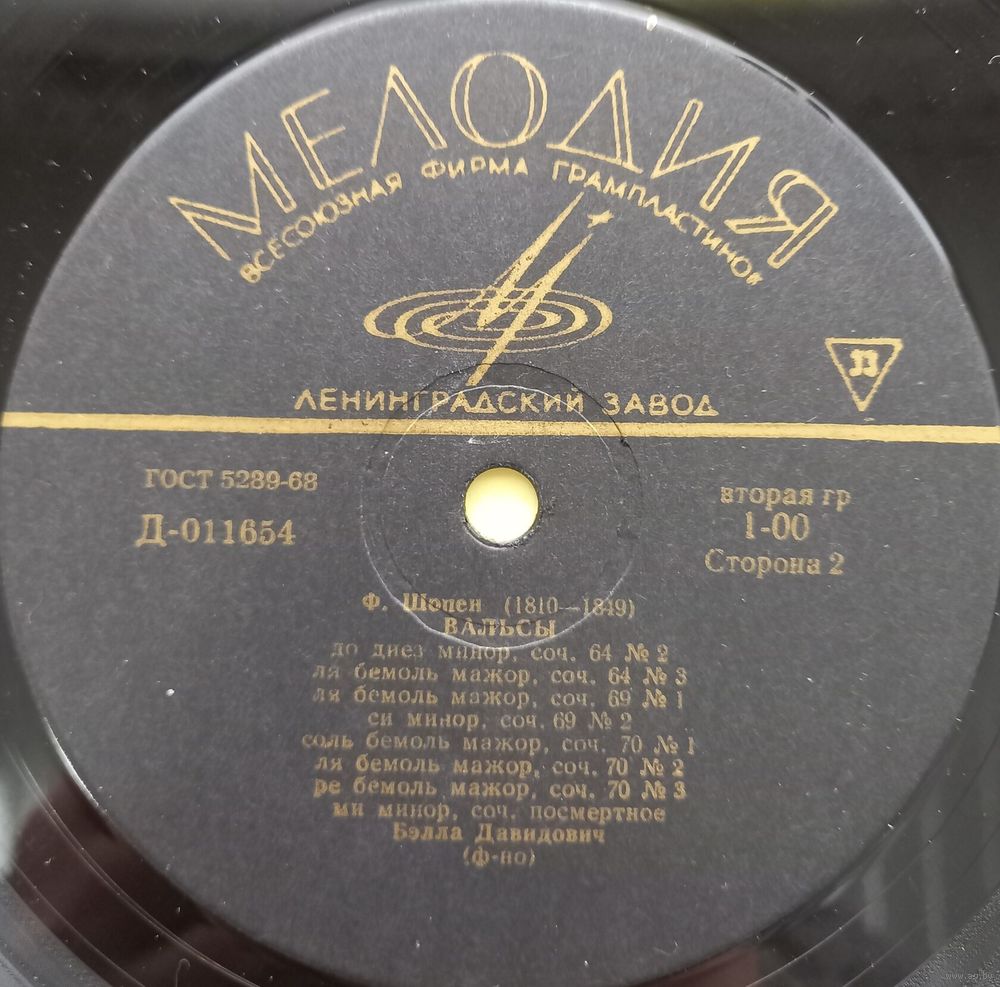 МЕЛОДИЯ
ВСЕСОЮЗНАЯ ФИРМА ГРАМПЛАСТИНОК
33
ЛЕНИНГРАДСКИЙ ЗАВОД
ГОСТ 5289-68
Д-011654
вторая гр
1-00
Сторона 2
Ф. Шопен (1810—1849)
ВАЛЬСЫ
до диез минор, соч. 64 № 2
ля бемоль мажор, соч. 64 № 3
ля бемоль мажор, соч. 69 № 1
си минор, соч. 69 № 2
соль бемоль мажор, соч. 70 № 1
ля бемоль мажор, соч. 70 № 2
ре бемоль мажор, соч. 70 № 3
ми минор, соч. посмертное
Бэлла Давидович
(ф-но)
www.ay.by